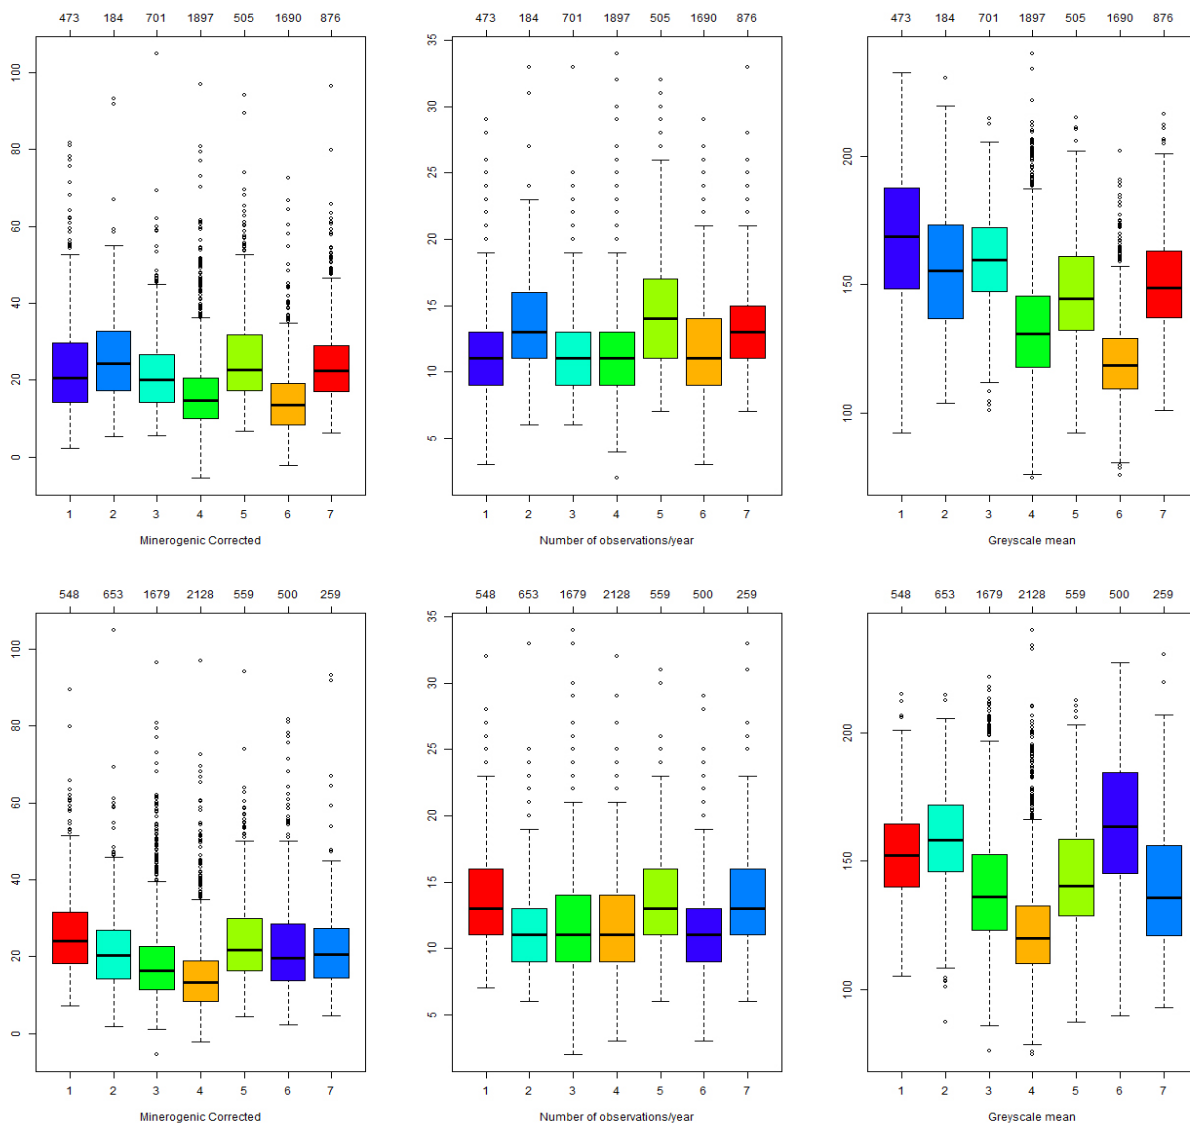 473 184 701 1897 505 1690 876
0 20 40 60 80 100
1 2 3 4 5 6 7
Minerogenic Corrected
473 184 701 1897 505 1690 876
5 10 15 20 25 30 35
1 2 3 4 5 6 7
Number of observations/year
473 184 701 1897 505 1690 876
100 150 200
1 2 3 4 5 6 7
Greyscale mean
548 653 1679 2128 559 500 259
0 20 40 60 80 100
1 2 3 4 5 6 7
Minerogenic Corrected
548 653 1679 2128 559 500 259
5 10 15 20 25 30 35
1 2 3 4 5 6 7
Number of observations/year
548 653 1679 2128 559 500 259
100 150 200
1 2 3 4 5 6 7
Greyscale mean